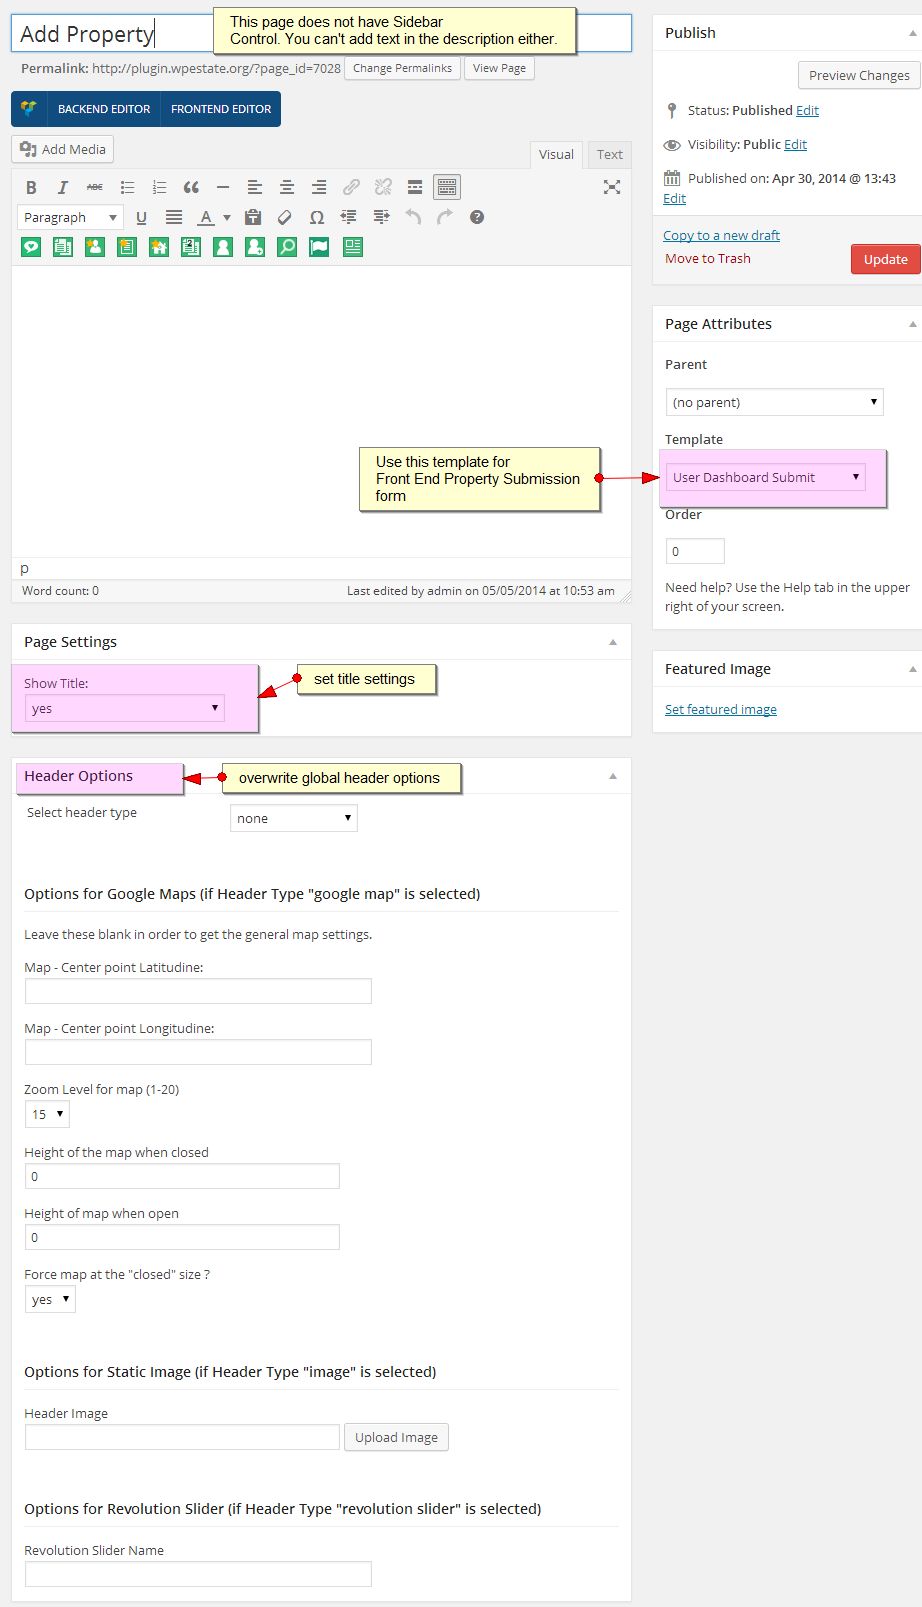 Add Property
This page does not have Sidebar
Control. You can't add text in the description either.
Permalink: http://plugin.wpestate.org/?page_id=7028 Change Permalinks View Page
BACKEND EDITOR FRONTEND EDITOR
Add Media
Visual Text
B I ABC
Paragraph U A Ω ?
2
Use this template for
Front End Property Submission
form
p
Word count: 0 Last edited by admin on 05/05/2014 at 10:53 am
Page Settings
Show Title:
yes
set title settings
Header Options
overwrite global header options
Select header type none
Options for Google Maps (if Header Type "google map" is selected)
Leave these blank in order to get the general map settings.
Map - Center point Latitudine:
Map - Center point Longitudine:
Zoom Level for map (1-20)
15
Height of the map when closed
0
Height of map when open
0
Force map at the "closed" size ?
yes
Options for Static Image (if Header Type "image" is selected)
Header Image
Upload Image
Options for Revolution Slider (if Header Type "revolution slider" is selected)
Revolution Slider Name
Publish
Preview Changes
Status: Published Edit
Visibility: Public Edit
Published on: Apr 30, 2014 @ 13:43
Edit
Copy to a new draft
Move to Trash Update
Page Attributes
Parent
(no parent)
Template
User Dashboard Submit
Order
0
Need help? Use the Help tab in the upper
right of your screen.
Featured Image
Set featured image